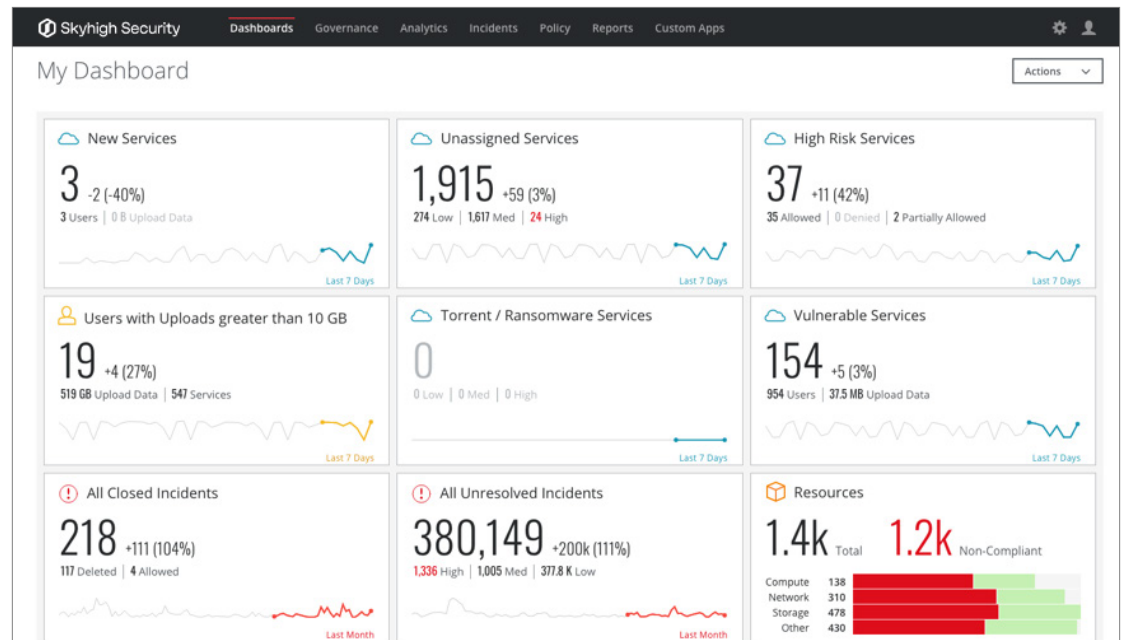 Skyhigh Security Dashboards Governance Analytics Incidents Policy Reports Custom Apps
My Dashboard
Actions
New Services
3 -2 (-40%)
3 Users | 0 B Upload Data
Last 7 Days
Unassigned Services
1,915 +59 (3%)
274 Low | 1,617 Med | 24 High
Last 7 Days
High Risk Services
37 +11 (42%)
35 Allowed | 0 Denied | 2 Partially Allowed
Last 7 Days
Users with Uploads greater than 10 GB
19 +4 (27%)
519 GB Upload Data | 547 Services
Last 7 Days
Torrent / Ransomware Services
0
0 Low | 0 Med | 0 High
Last 7 Days
Vulnerable Services
154 +5 (3%)
954 Users | 37.5 MB Upload Data
Last 7 Days
All Closed Incidents
218 +111 (104%)
117 Deleted | 4 Allowed
Last Month
All Unresolved Incidents
380,149 +200k (111%)
1,336 High | 1,005 Med | 377.8 K Low
Last Month
Resources
1.4k Total 1.2k Non-Compliant
Compute 138
Network 310
Storage 478
Other 430